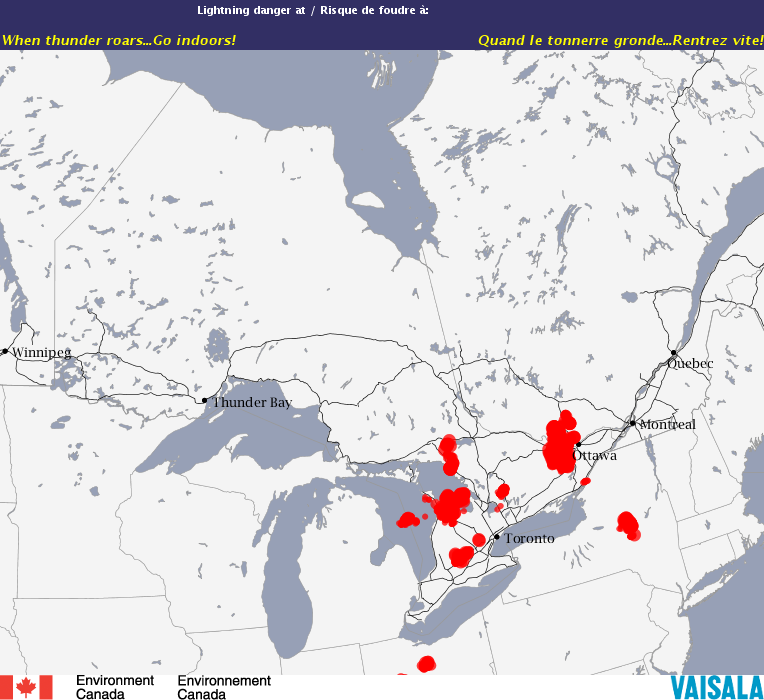 Lightning danger at / Risque de foudre à:
When thunder roars...Go indoors! Quand le tonnerre gronde...Rentrez vite!
Winnipeg
Quebec
Thunder Bay
Montreal
Ottawa
Toronto
Environment Canada
Environnement Canada
VAISALA